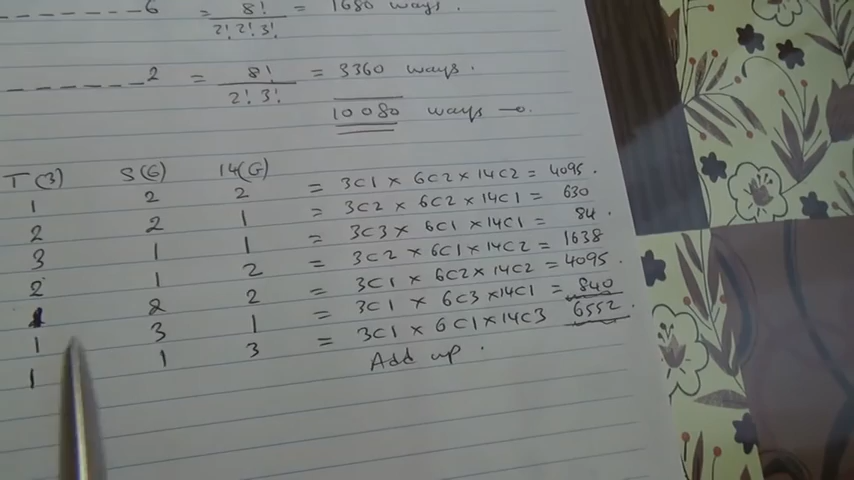 - - - - - - - 6 = 8! / 2! 2! 3! = 1680 ways.
- - - - - - - 2 = 8! / 2! 3! = 3360 ways.
10080 ways
T(3) S(6) 14(G)
1 2 2 = 3C1 × 6C2 × 14C2 = 4095.
2 2 1 = 3C2 × 6C2 × 14C1 = 630
3 1 1 = 3C3 × 6C1 × 14C1 = 84.
2 1 2 = 3C2 × 6C1 × 14C2 = 1638
1 2 2 = 3C1 × 6C2 × 14C2 = 4095.
1 3 1 = 3C1 × 6C3 × 14C1 = 840
1 1 3 = 3C1 × 6C1 × 14C3 6552.
Add up.